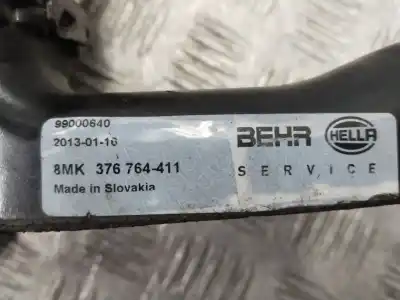 99000640
2013-01-10
8MK 376 764-411
Made in Slovakia
BEHR HELLA
SERVICE